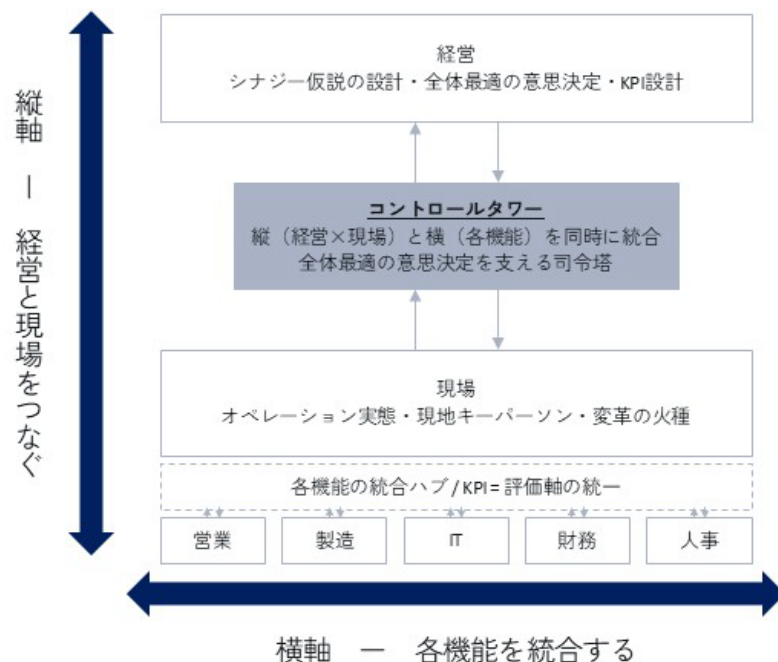 経営
シナジー仮説の設計・全体最適の意思決定・KPI設計
コントロールタワー
縦（経営×現場）と横（各機能）を同時に統合
全体最適の意思決定を支える司令塔
現場
オペレーション実態・現地キーパーソン・変革の火種
各機能の統合ハブ / KPI = 評価軸の統一
営業
製造
IT
財務
人事
縦軸 ー 経営と現場をつなぐ
横軸 ー 各機能を統合する